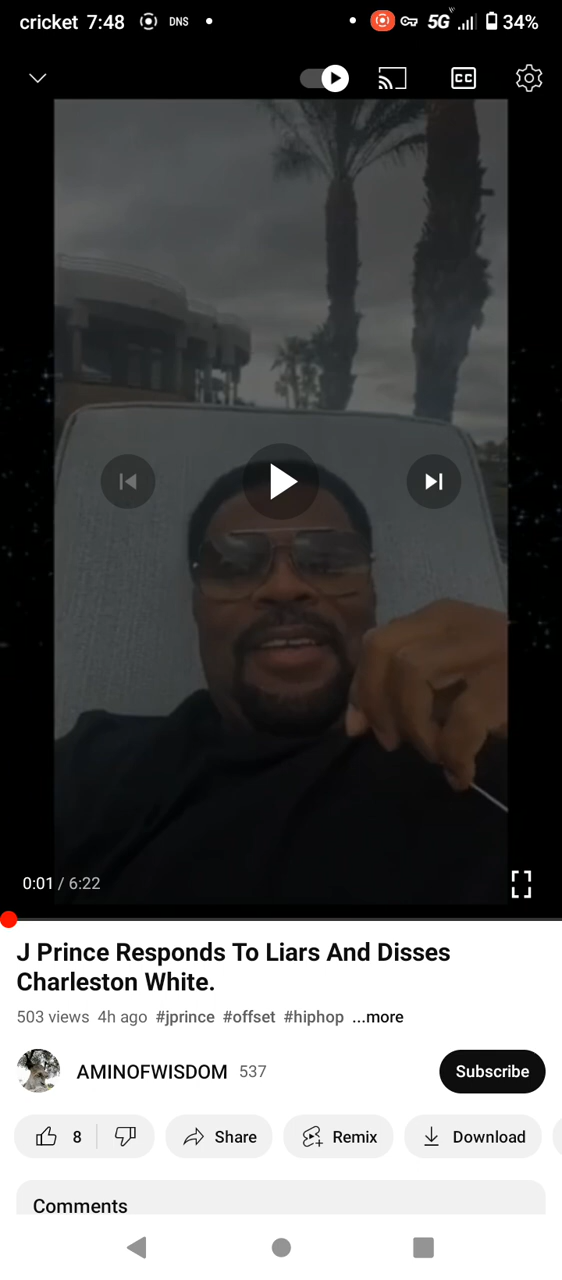 cricket 7:48 DNS 5G 34%
CC
0:01 / 6:22
J Prince Responds To Liars And Disses
Charleston White.
503 views 4h ago #jprince #offset #hiphop ...more
AMINOFWISDOM 537 Subscribe
8 Share Remix Download
Comments